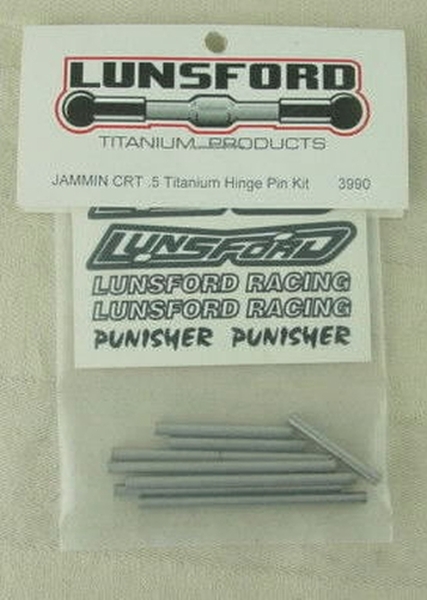 LUNSFORD
TITANIUM PRODUCTS
JAMMIN CRT .5 Titanium Hinge Pin Kit 3990
LUNSFORD
LUNSFORD RACING
LUNSFORD RACING
PUNISHER PUNISHER